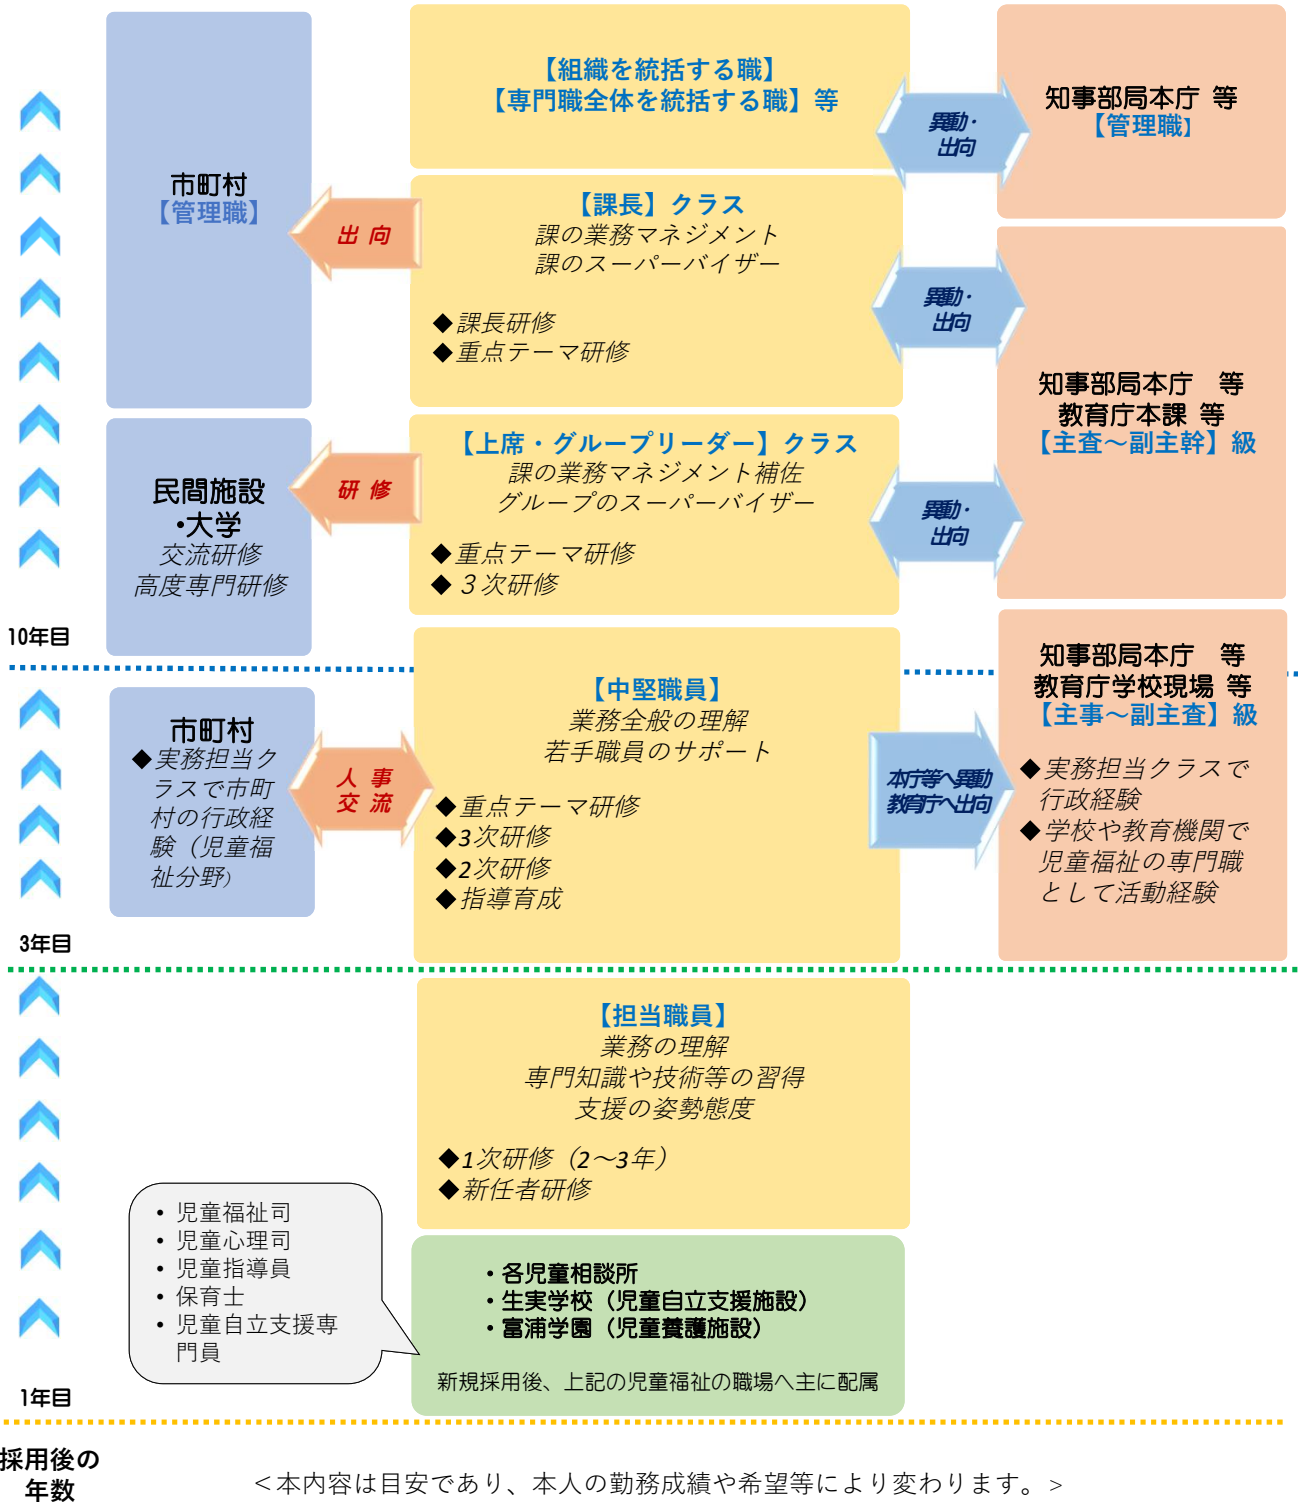 【組織を統括する職】
【専門職全体を統括する職】等
異動・
出向
知事部局本庁 等
【管理職】
市町村
【管理職】
出 向
【課長】クラス
課の業務マネジメント
課のスーパーバイザー
◆課長研修
◆重点テーマ研修
異動・
出向
知事部局本庁　等
教育庁本課 等
【主査～副主幹】級
民間施設
・大学
交流研修
高度専門研修
研 修
【上席・グループリーダー】クラス
課の業務マネジメント補佐
グループのスーパーバイザー
◆重点テーマ研修
◆３次研修
異動・
出向
10年目
市町村
◆実務担当ク
ラスで市町
村の行政経
験（児童福
祉分野）
人 事
交 流
【中堅職員】
業務全般の理解
若手職員のサポート
◆重点テーマ研修
◆3次研修
◆2次研修
◆指導育成
本庁等へ異動
教育庁へ出向
知事部局本庁　等
教育庁学校現場 等
【主事～副主査】級
◆実務担当クラスで
行政経験
◆学校や教育機関で
児童福祉の専門職
として活動経験
3年目
【担当職員】
業務の理解
専門知識や技術等の習得
支援の姿勢態度
◆1次研修（2～3年）
◆新任者研修
• 児童福祉司
• 児童心理司
• 児童指導員
• 保育士
• 児童自立支援専
門員
・各児童相談所
・生実学校（児童自立支援施設）
・富浦学園（児童養護施設）
新規採用後、上記の児童福祉の職場へ主に配属
1年目
採用後の
年数
＜本内容は目安であり、本人の勤務成績や希望等により変わります。＞